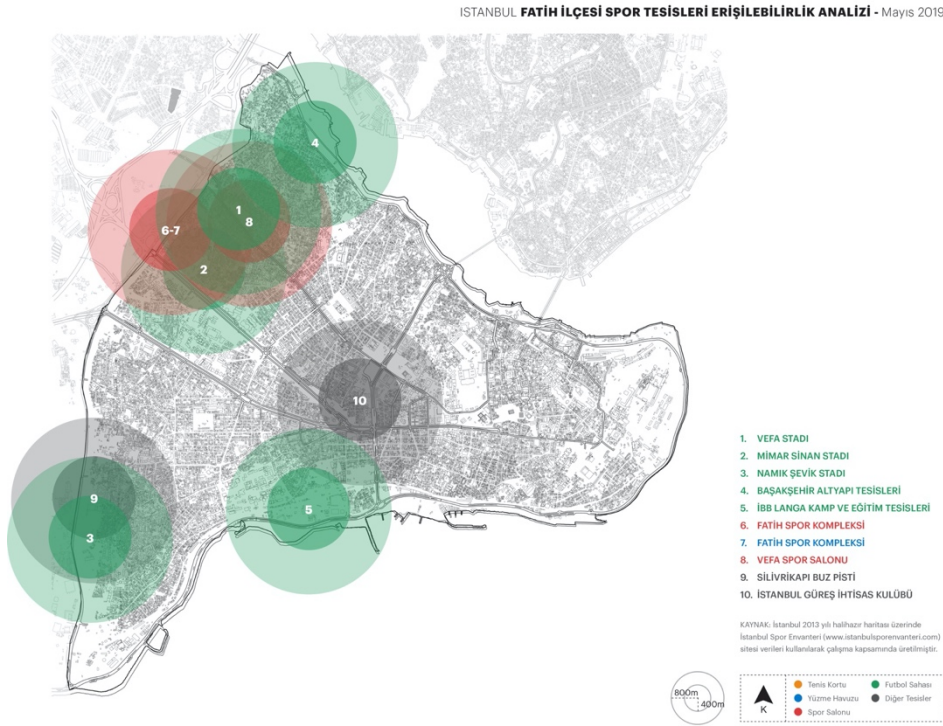 ISTANBUL FATİH İLÇESİ SPOR TESİSLERİ ERİŞİLEBİLİRLİK ANALİZİ - Mayıs 2019
4
1
8
6-7
2
10
9
3
5
1. VEFA STADI
2. MİMAR SİNAN STADI
3. NAMIK ŞEVİK STADI
4. BAŞAKŞEHİR ALTYAPI TESİSLERİ
5. İBB LANGA KAMP VE EĞİTİM TESİSLERİ
6. FATİH SPOR KOMPLEKSİ
7. FATİH SPOR KOMPLEKSİ
8. VEFA SPOR SALONU
9. SİLİVRİKAPI BUZ PİSTİ
10. İSTANBUL GÜREŞ İHTİSAS KULÜBÜ
KAYNAK: İstanbul 2013 yılı halihazır haritası üzerinde
İstanbul Spor Envanteri (www.istanbulsporenvanteri.com)
sitesi verileri kullanılarak çalışma kapsamında üretilmiştir.
800m
400m
K
Tenis Kortu
Futbol Sahası
Yüzme Havuzu
Diğer Tesisler
Spor Salonu